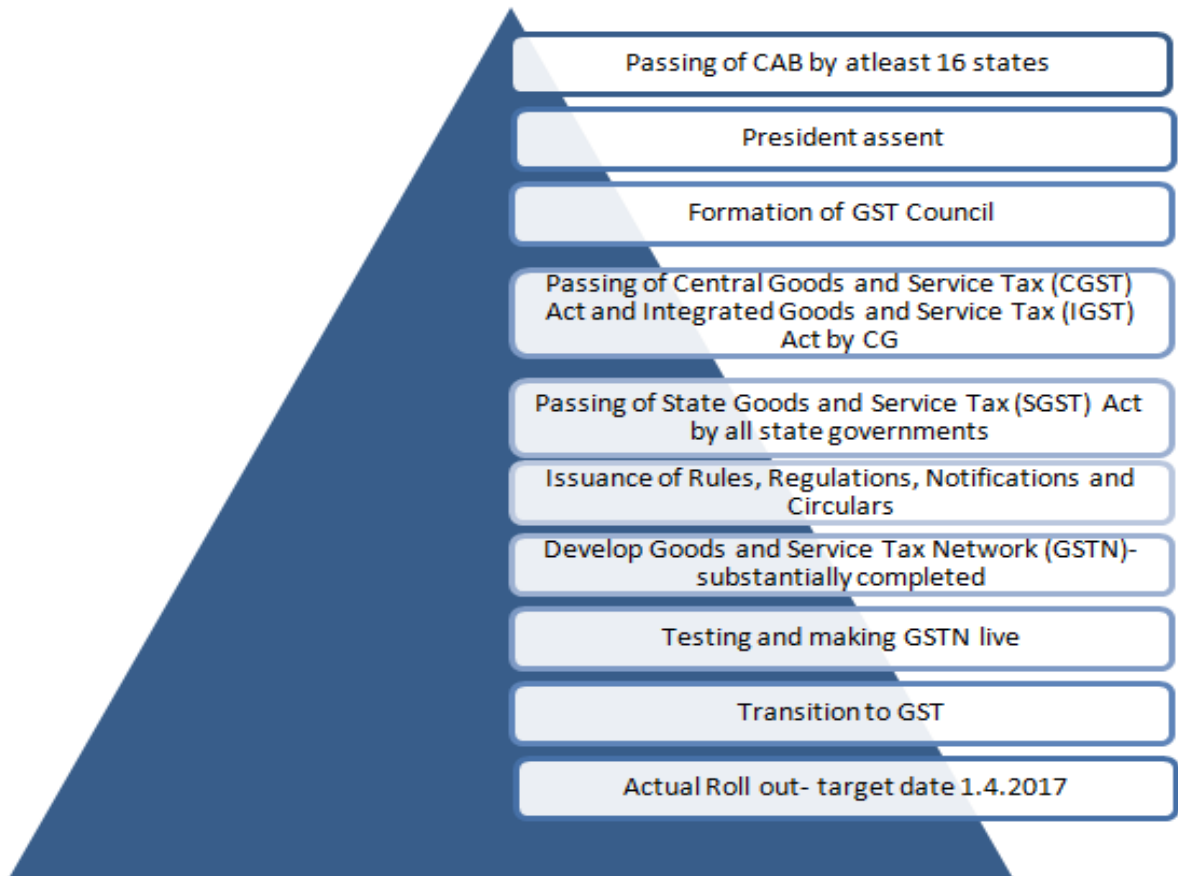 Passing of CAB by atleast 16 states
President assent
Formation of GST Council
Passing of Central Goods and Service Tax (CGST)
Act and Integrated Goods and Service Tax (IGST)
Act by CG
Passing of State Goods and Service Tax (SGST) Act
by all state governments
Issuance of Rules, Regulations, Notifications and
Circulars
Develop Goods and Service Tax Network (GSTN)-
substantially completed
Testing and making GSTN live
Transition to GST
Actual Roll out- target date 1.4.2017